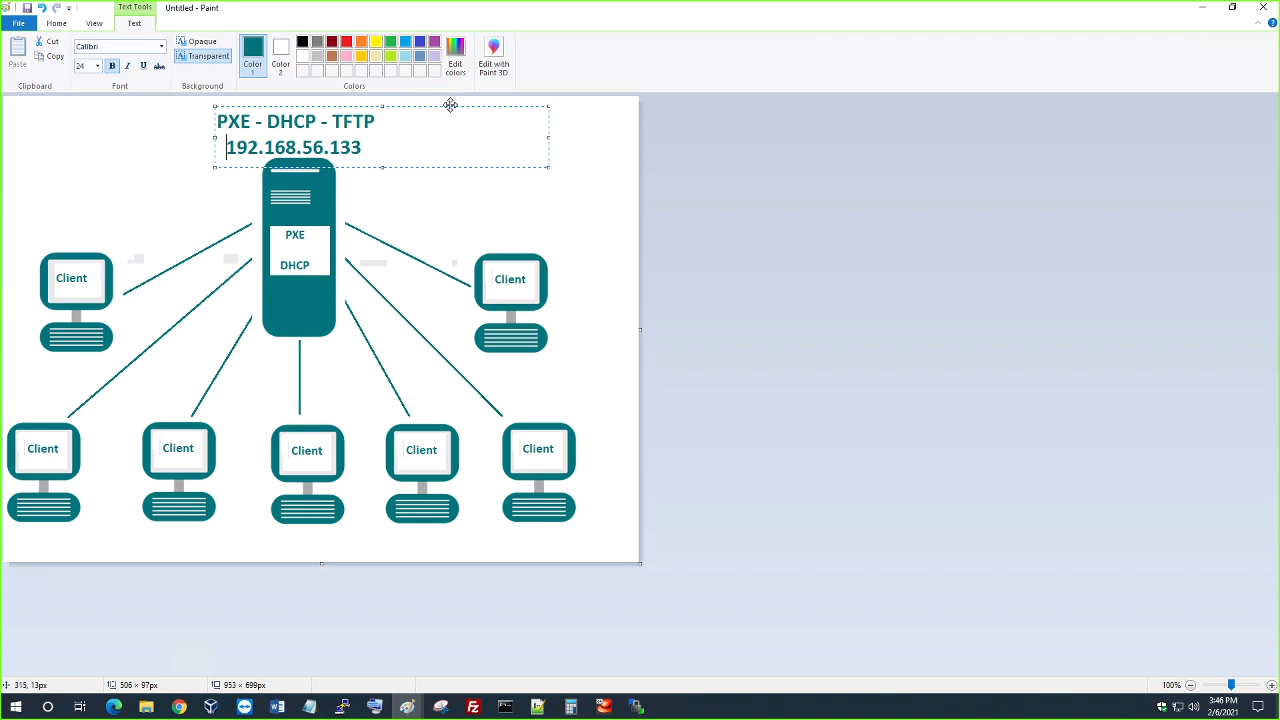 Text Tools
Untitled - Paint
File
Home
View
Text
Paste
Cut
Copy
Clipboard
Calibri
24
B
I
U
abc
Font
Opaque
Transparent
Background
Color 1
Color 2
Edit colors
Edit with Paint 3D
Colors
PXE - DHCP - TFTP
192.168.56.133
PXE
DHCP
Client
Client
Client
Client
Client
Client
Client
315, 13px
506 × 97px
953 × 699px
100%
3:46 PM
2/6/2021